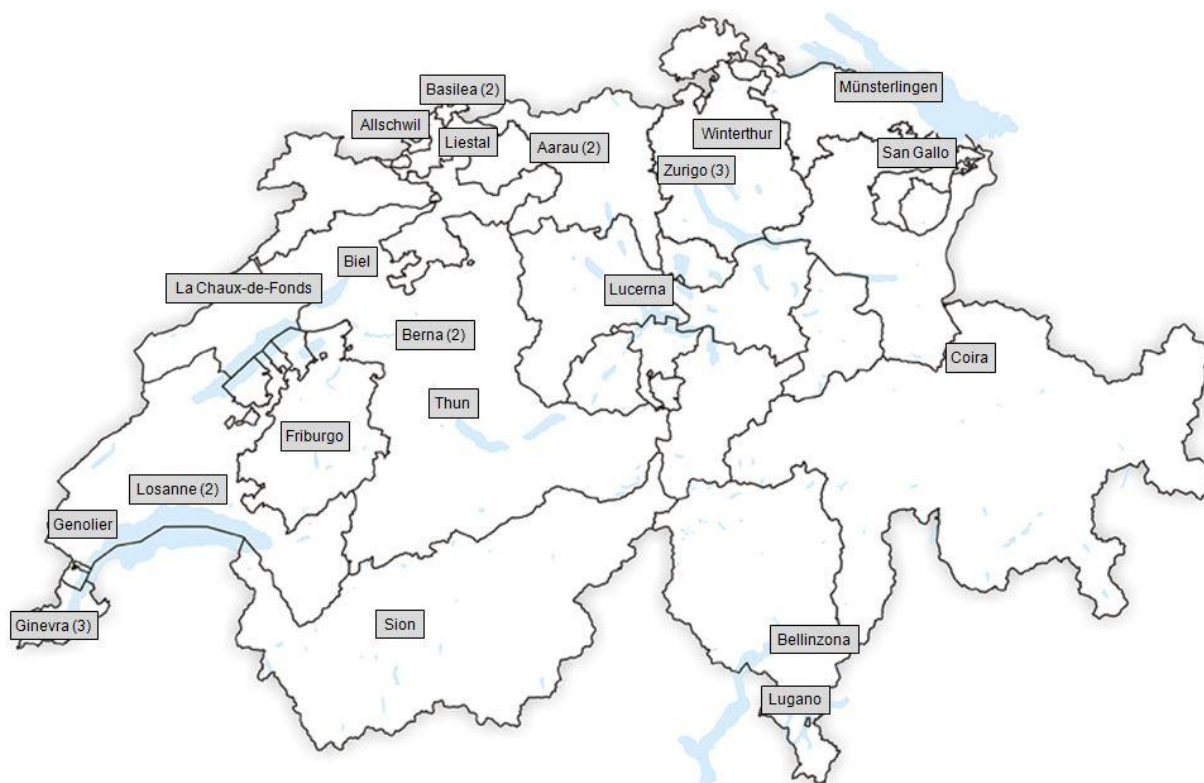 Basilea (2)
Münsterlingen
Allschwil
Liestal
Aarau (2)
Winterthur
San Gallo
Zurigo (3)
Biel
La Chaux-de-Fonds
Lucerna
Berna (2)
Coira
Thun
Friburgo
Losanne (2)
Genolier
Ginevra (3)
Sion
Bellinzona
Lugano